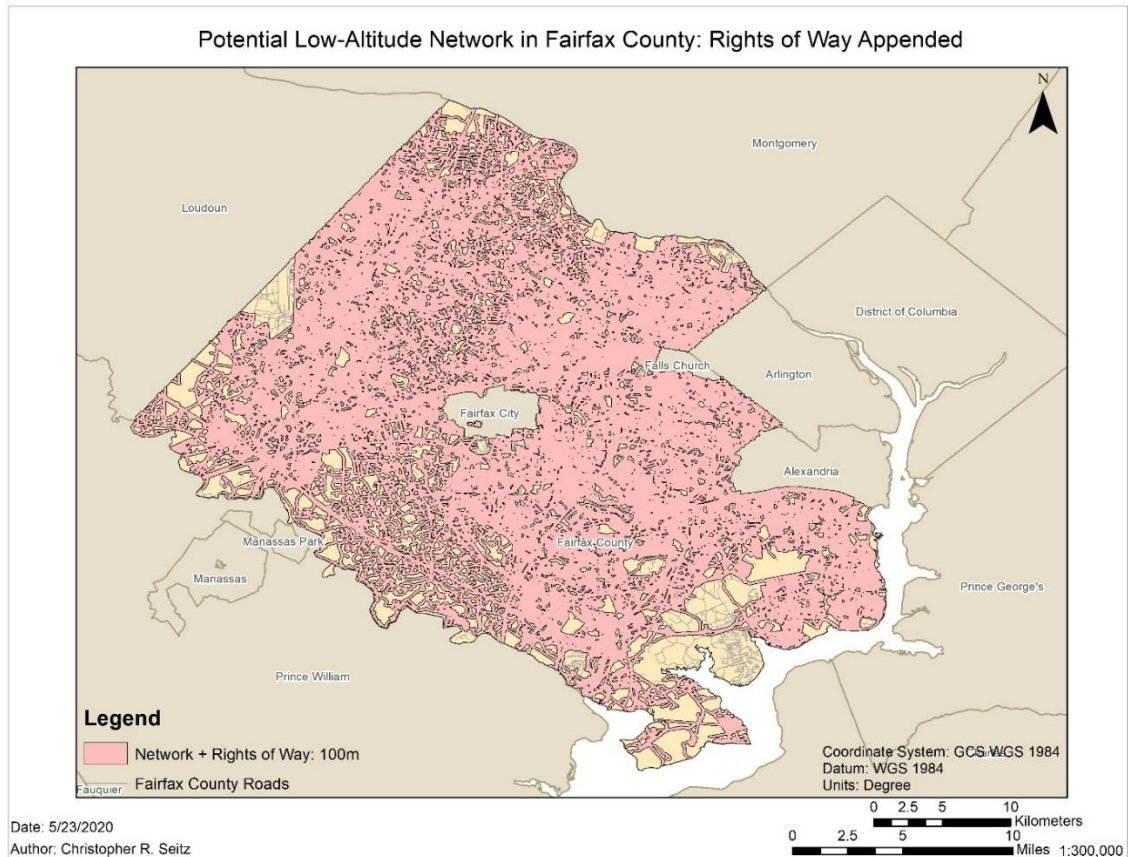 Potential Low-Altitude Network in Fairfax County: Rights of Way Appended
N
Montgomery
Loudoun
District of Columbia
Falls Church
Arlington
Fairfax City
Alexandria
Fairfax County
Manassas Park
Manassas
Prince George's
Prince William
Legend
Network + Rights of Way: 100m
Fairfax County Roads
Fauquier
Coordinate System: GCS WGS 1984
Datum: WGS 1984
Units: Degree
0 2.5 5 10
Kilometers
0 2.5 5 10
Miles 1:300,000
Date: 5/23/2020
Author: Christopher R. Seitz